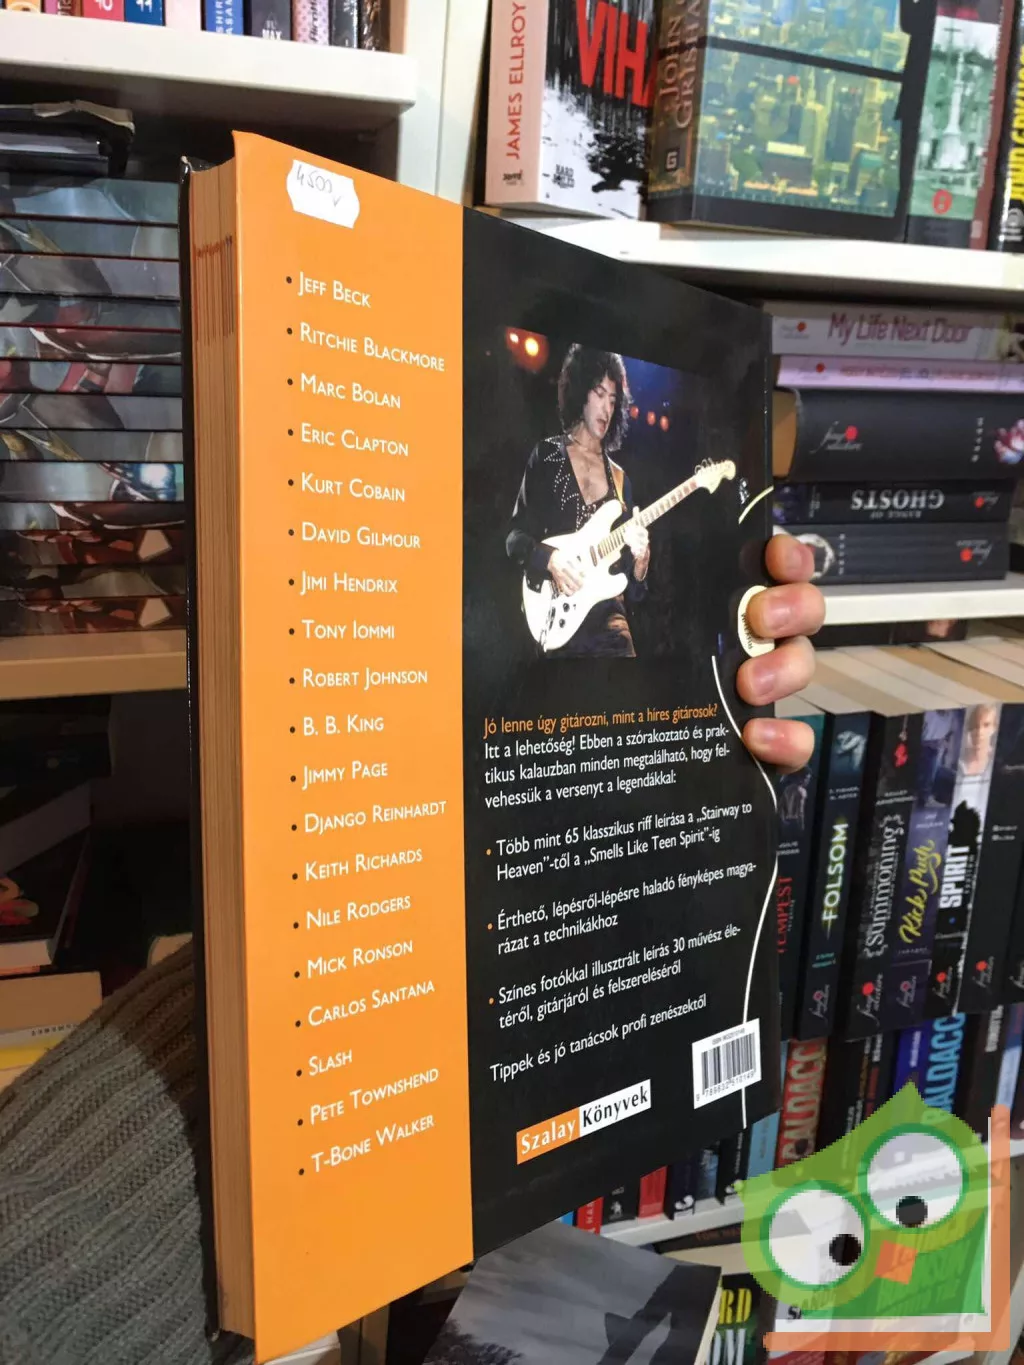 JAMES ELLROY
VIH
JOHN
GRISHA
4500,-
My Life Next Door
GHOSTS
• JEFF BECK
• RITCHIE BLACKMORE
• MARC BOLAN
• ERIC CLAPTON
• KURT COBAIN
• DAVID GILMOUR
• JIMI HENDRIX
• TONY IOMMI
• ROBERT JOHNSON
• B. B. KING
• JIMMY PAGE
• DJANGO REINHARDT
• KEITH RICHARDS
• NILE RODGERS
• MICK RONSON
• CARLOS SANTANA
• SLASH
• PETE TOWNSHEND
• T-BONE WALKER
Jó lenne úgy gitározni, mint a híres gitárosok?
Itt a lehetőség! Ebben a szórakoztató és prak-
tikus kalauzban minden megtalálható, hogy fel-
vehessük a versenyt a legendákkal:
• Több mint 65 klasszikus riff leírása a „Stairway to
Heaven”-től a „Smells Like Teen Spirit”-ig
• Érthető, lépésről-lépésre haladó fényképes magya-
rázat a technikákhoz
• Színes fotókkal illusztrált leírás 30 művész éle-
téről, gitárjáról és felszereléséről
Tippek és jó tanácsok profi zenészektől
Szalay Könyvek
TEMPEST
FOLSOM
Summoning
Kick Push
SPIRIT
BALDACCI
BALDACC